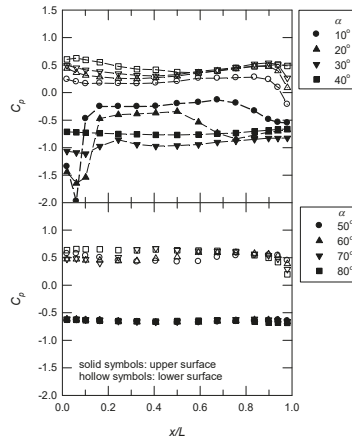 1.5
1.0
0.5
0.0
-0.5
-1.0
-1.5
-2.0
Cp
α
10°
20°
30°
40°
1.0
0.5
0.0
-0.5
-1.0
-1.5
-2.0
Cp
α
50°
60°
70°
80°
solid symbols: upper surface
hollow symbols: lower surface
0.0 0.2 0.4 0.6 0.8 1.0
x/L